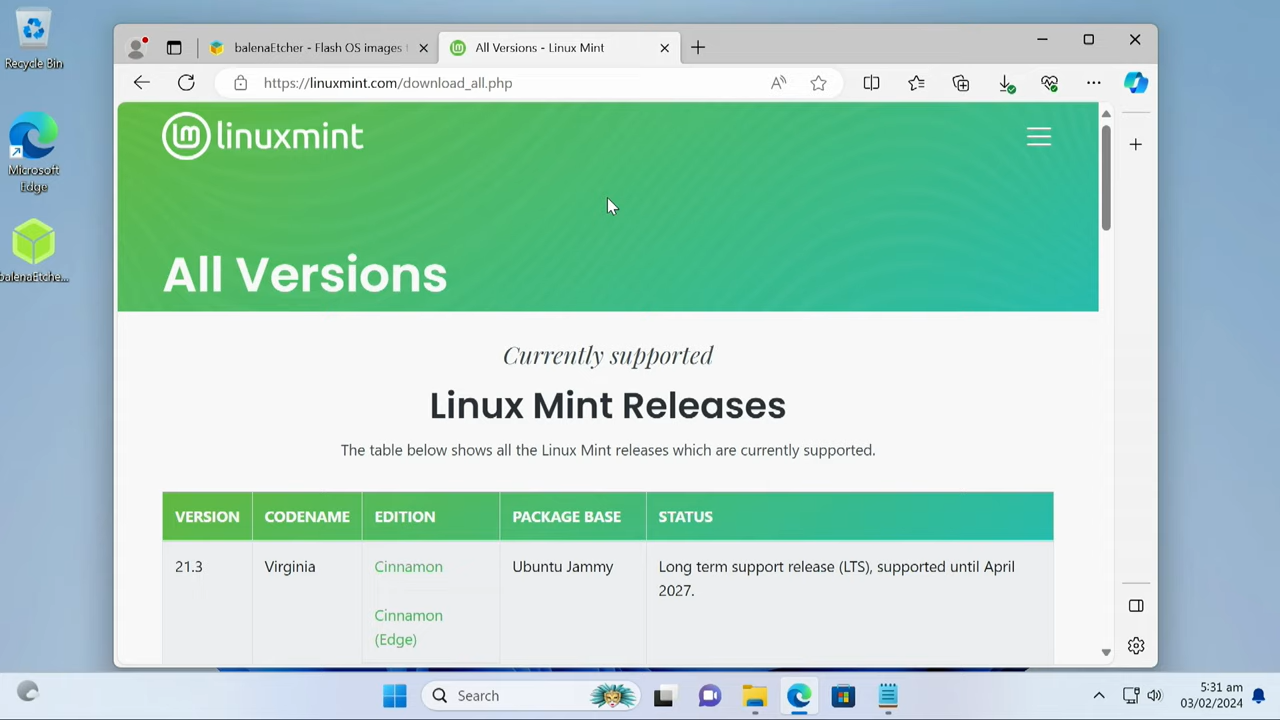 Recycle Bin
Microsoft
Edge
balenaEtche...
balenaEtcher - Flash OS images t
All Versions - Linux Mint
https://linuxmint.com/download_all.php
linuxmint
All Versions
Currently supported
Linux Mint Releases
The table below shows all the Linux Mint releases which are currently supported.
VERSION CODENAME EDITION PACKAGE BASE STATUS
21.3 Virginia Cinnamon Ubuntu Jammy Long term support release (LTS), supported until April
2027.
Cinnamon
(Edge)
Search
5:31 am
03/02/2024